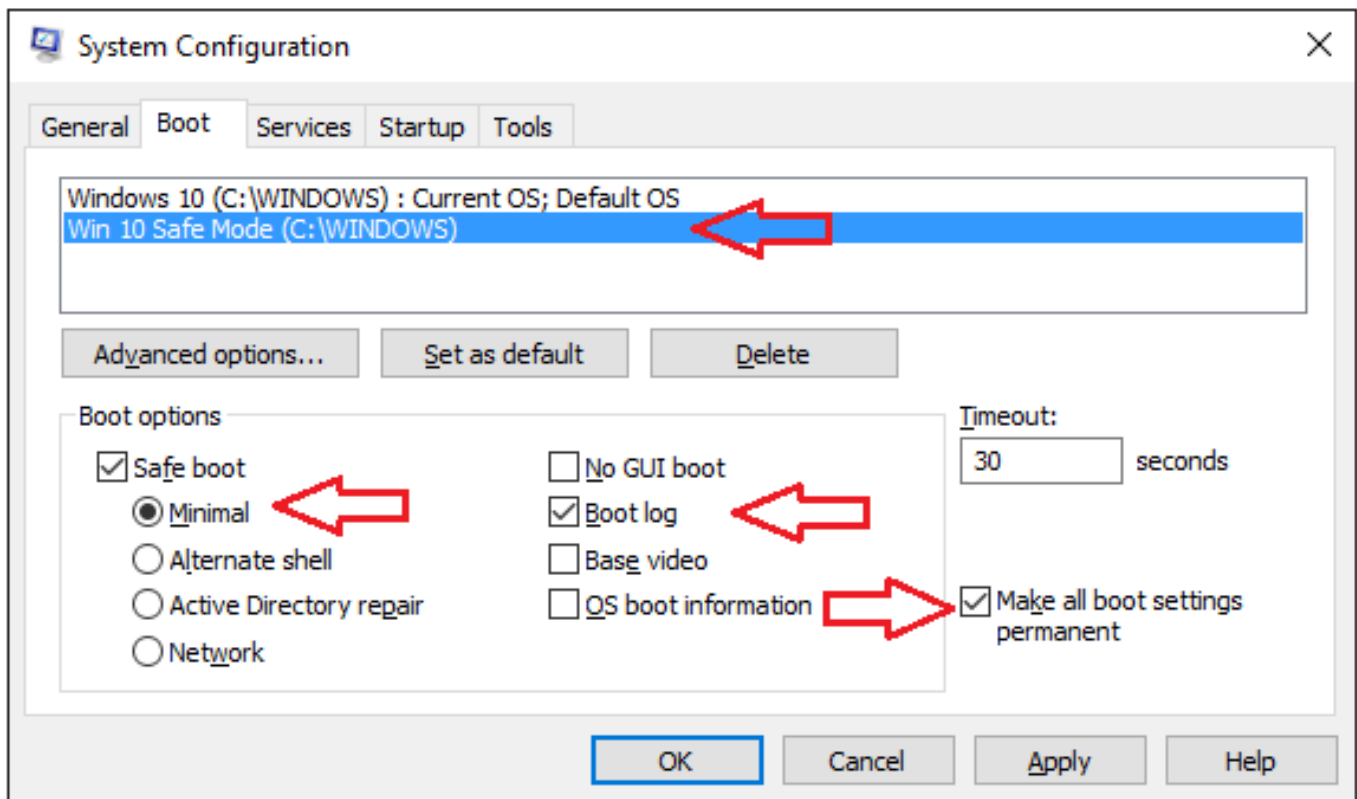 System Configuration
General Boot Services Startup Tools
Windows 10 (C:\WINDOWS) : Current OS; Default OS
Win 10 Safe Mode (C:\WINDOWS)
Advanced options... Set as default Delete
Boot options
Timeout:
Safe boot No GUI boot 30 seconds
Minimal Boot log
Alternate shell Base video
Active Directory repair OS boot information Make all boot settings
permanent
Network
OK Cancel Apply Help